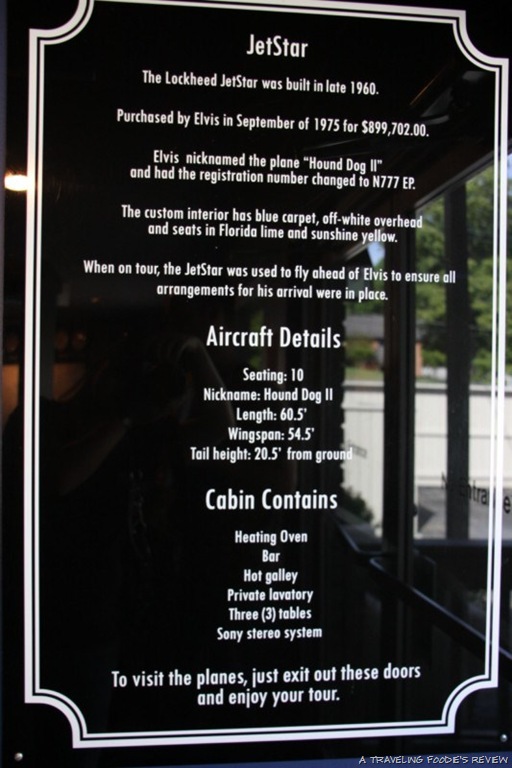 JetStar
The Lockheed JetStar was built in late 1960.
Purchased by Elvis in September of 1975 for $899,702.00.
Elvis nicknamed the plane “Hound Dog II”
and had the registration number changed to N777 EP.
The custom interior has blue carpet, off-white overhead
and seats in Florida lime and sunshine yellow.
When on tour, the JetStar was used to fly ahead of Elvis to ensure all
arrangements for his arrival were in place.
Aircraft Details
Seating: 10
Nickname: Hound Dog II
Length: 60.5'
Wingspan: 54.5'
Tail height: 20.5' from ground
Cabin Contains
Heating Oven
Bar
Hot galley
Private lavatory
Three (3) tables
Sony stereo system
To visit the planes, just exit out these doors
and enjoy your tour.
A TRAVELING FOODIE'S REVIEW